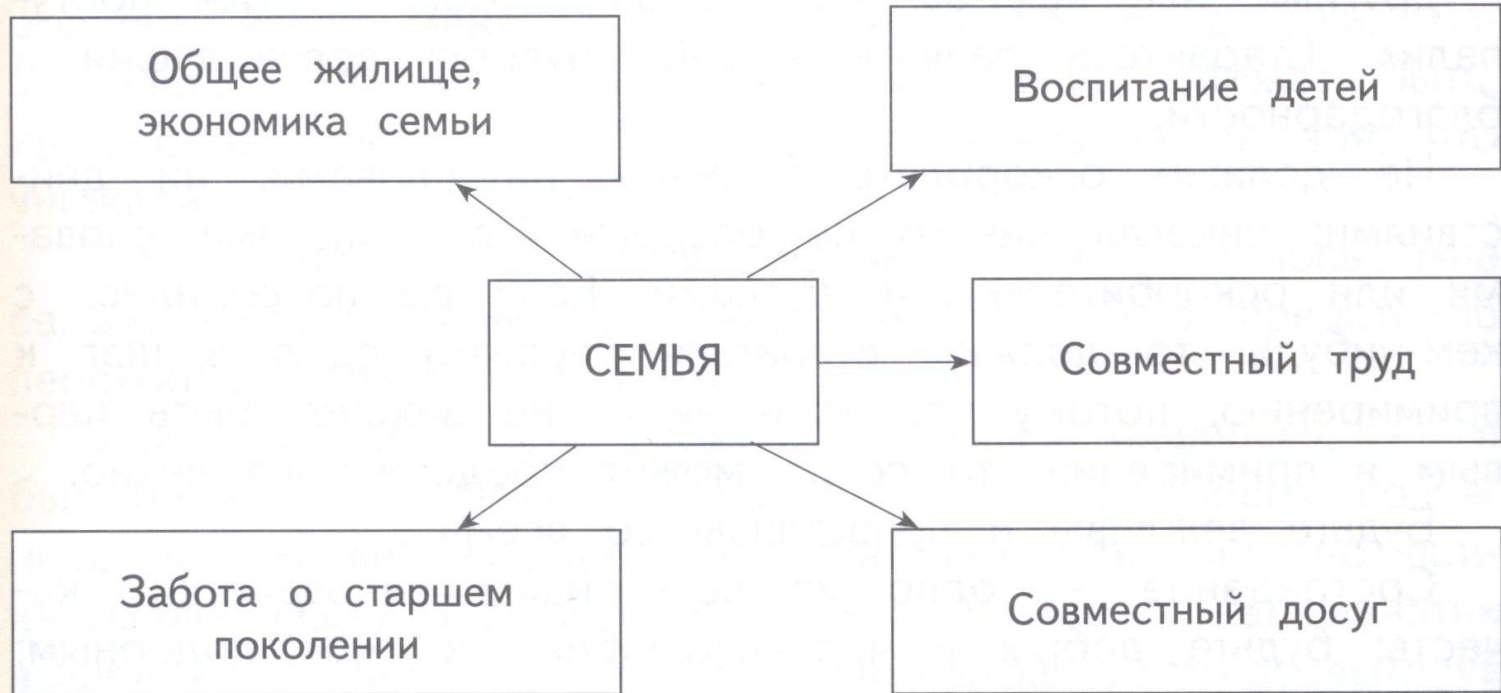 Общее жилище,
экономика семьи
Воспитание детей
СЕМЬЯ
Совместный труд
Забота о старшем
поколении
Совместный досуг